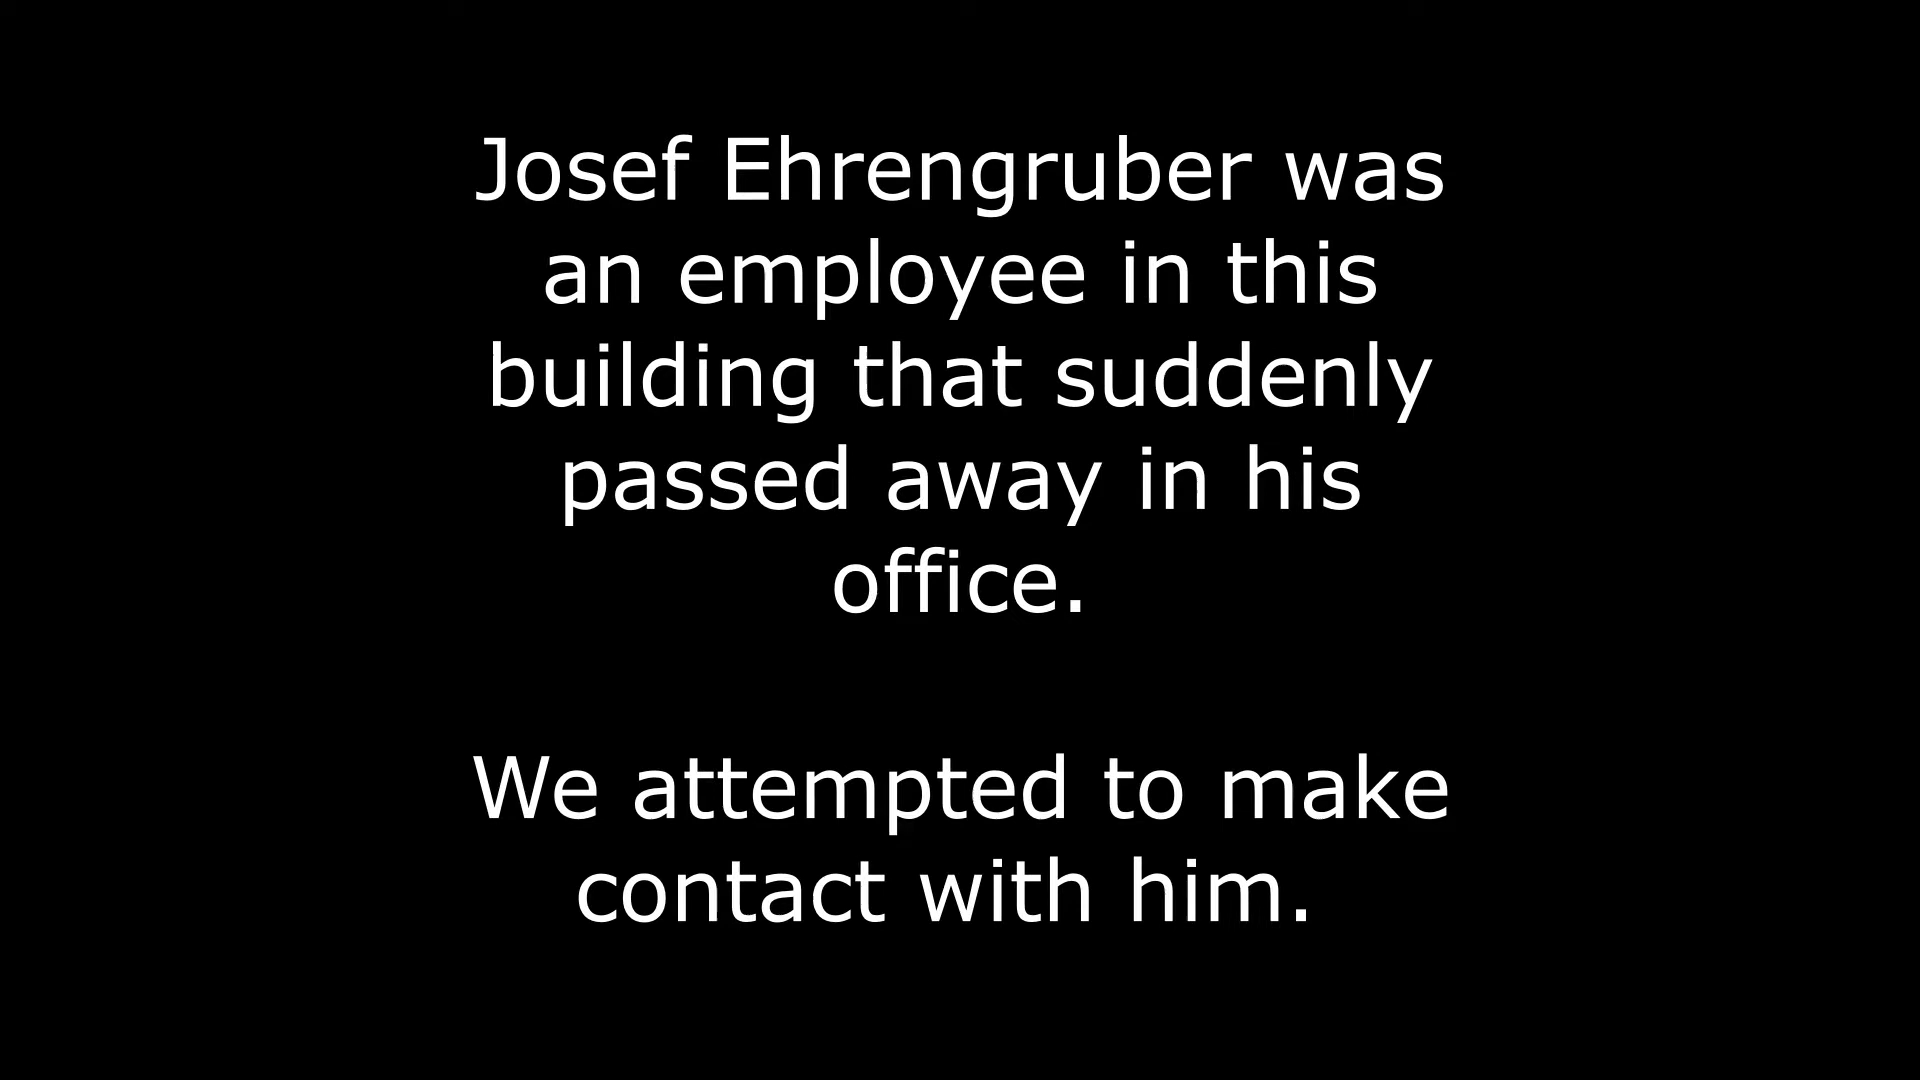 Josef Ehrengruber was
an employee in this
building that suddenly
passed away in his
office.
We attempted to make
contact with him.